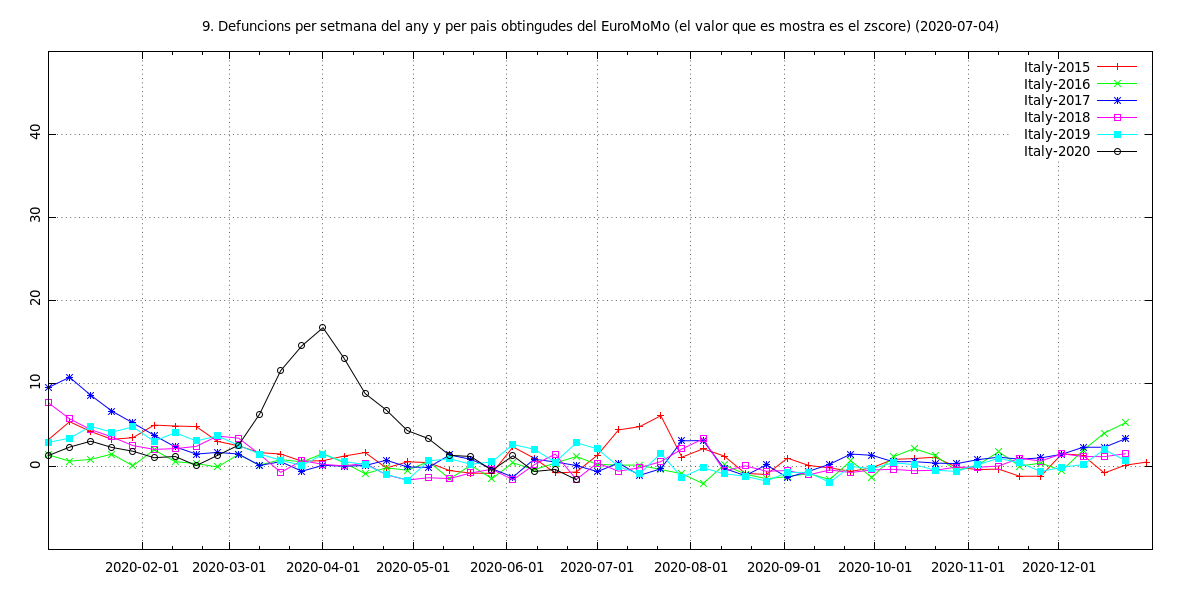 9. Defuncions per setmana del any y per pais obtingudes del EuroMoMo (el valor que es mostra es el zscore) (2020-07-04)
Italy-2015
Italy-2016
Italy-2017
Italy-2018
Italy-2019
Italy-2020
40
30
20
10
0
2020-02-01 2020-03-01 2020-04-01 2020-05-01 2020-06-01 2020-07-01 2020-08-01 2020-09-01 2020-10-01 2020-11-01 2020-12-01